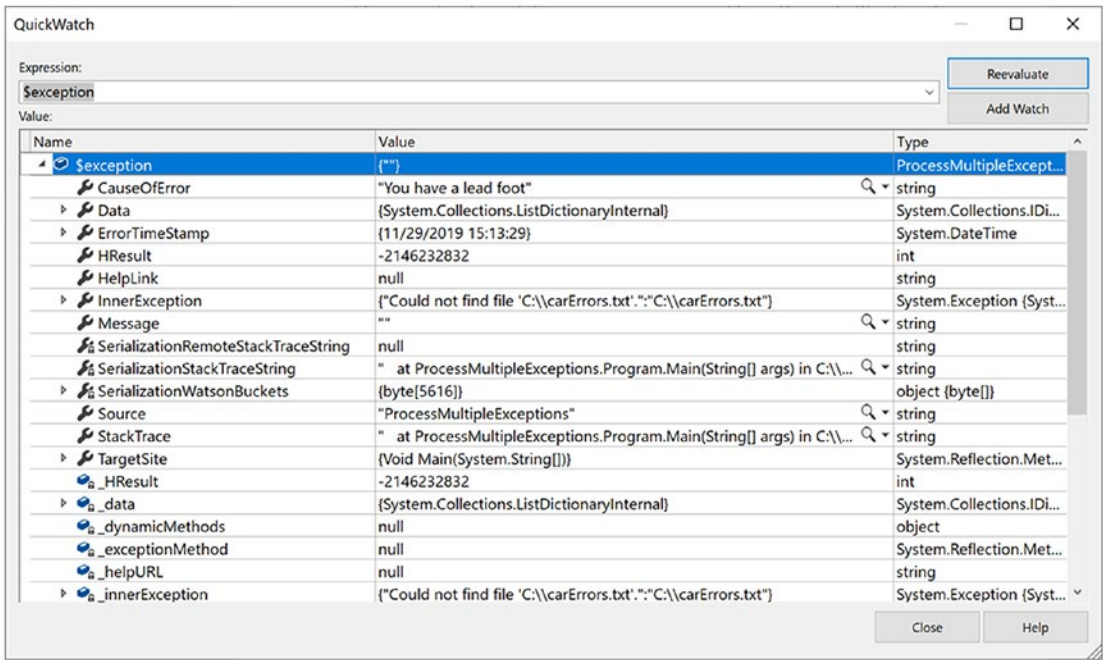 QuickWatch
Expression:
Reevaluate
$exception
Add Watch
Value:
Name Value Type
$exception {""} ProcessMultipleExcept...
CauseOfError "You have a lead foot" string
Data {System.Collections.ListDictionaryInternal} System.Collections.IDi...
ErrorTimeStamp {11/29/2019 15:13:29} System.DateTime
HResult -2146232832 int
HelpLink null string
InnerException {"Could not find file 'C:\\carErrors.txt'.":"C:\\carErrors.txt"} System.Exception {Syst...
Message "" string
SerializationRemoteStackTraceString null string
SerializationStackTraceString "   at ProcessMultipleExceptions.Program.Main(String[] args) in C:\\... string
SerializationWatsonBuckets {byte[5616]} object {byte[]}
Source "ProcessMultipleExceptions" string
StackTrace "   at ProcessMultipleExceptions.Program.Main(String[] args) in C:\\... string
TargetSite {Void Main(System.String[])} System.Reflection.Met...
_HResult -2146232832 int
_data {System.Collections.ListDictionaryInternal} System.Collections.IDi...
_dynamicMethods null object
_exceptionMethod null System.Reflection.Met...
_helpURL null string
_innerException {"Could not find file 'C:\\carErrors.txt'.":"C:\\carErrors.txt"} System.Exception {Syst...
Close Help